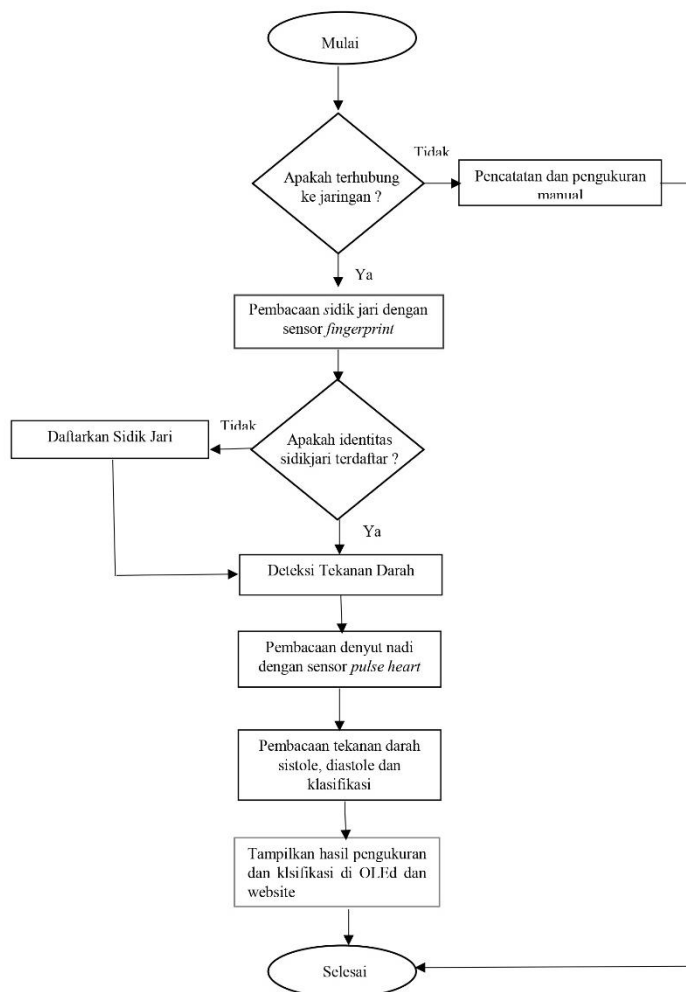 Mulai
Tidak
Apakah terhubung
ke jaringan ?
Pencatatan dan pengukuran
manual
Ya
Pembacaan sidik jari dengan
sensor fingerprint
Tidak
Daftarkan Sidik Jari
Apakah identitas
sidikjari terdaftar ?
Ya
Deteksi Tekanan Darah
Pembacaan denyut nadi
dengan sensor pulse heart
Pembacaan tekanan darah
sistole, diastole dan
klasifikasi
Tampilkan hasil pengukuran
dan klsifikasi di OLEd dan
website
Selesai